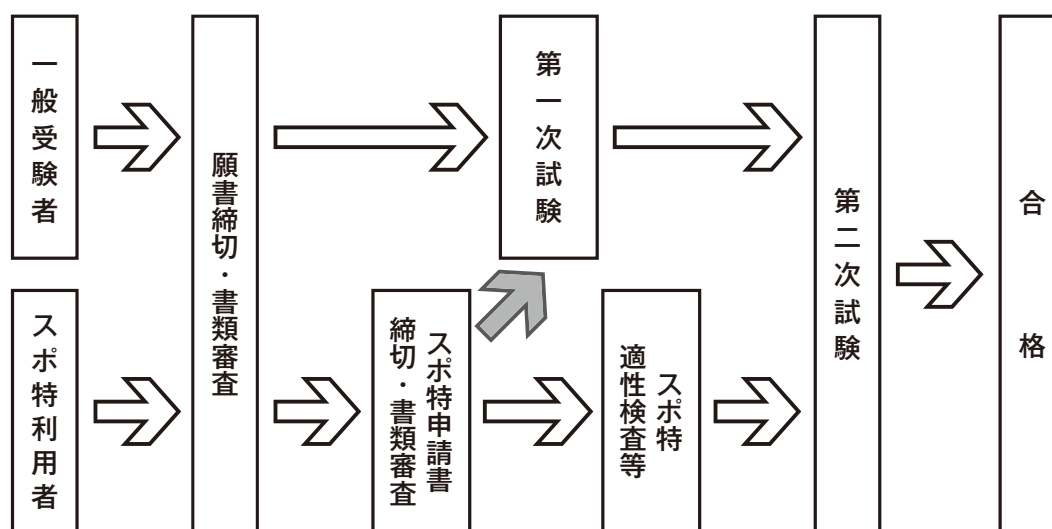 一般受験者
スポ特利用者
願書締切・書類審査
スポ特申請書
締切・書類審査
第一次試験
スポ特
適性検査等
第二次試験
合格